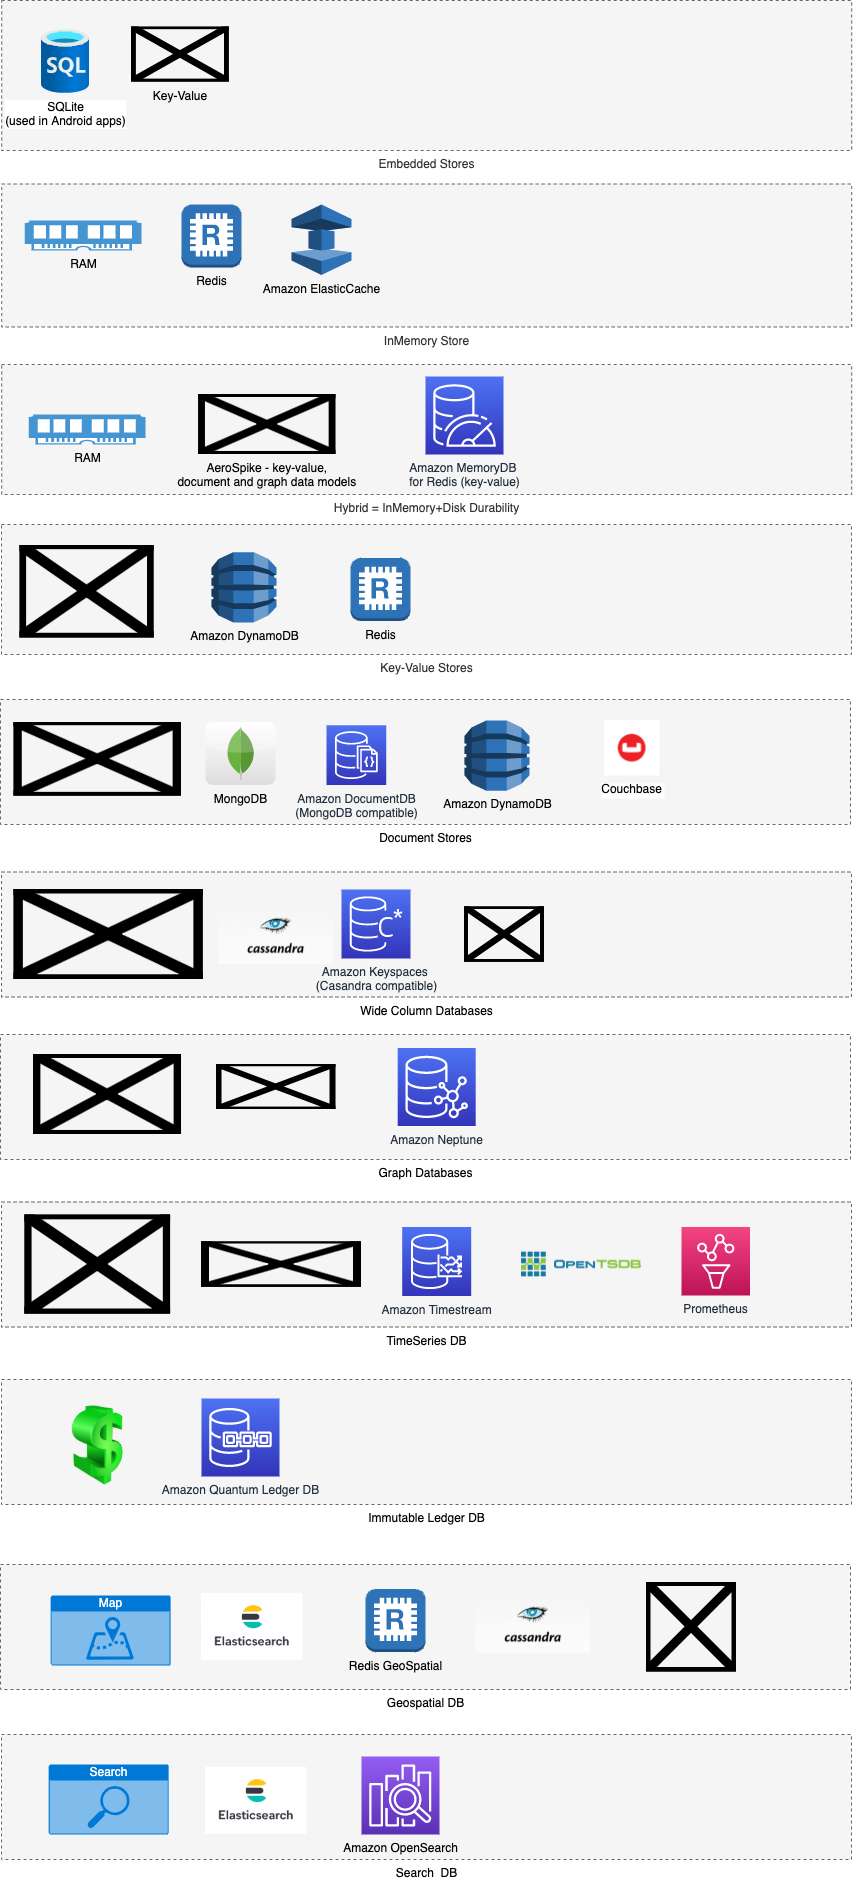 SQL
SQLite
(used in Android apps)
Key-Value
Embedded Stores
RAM
R
Redis
Amazon ElasticCache
InMemory Store
RAM
AeroSpike - key-value,
document and graph data models
Amazon MemoryDB
for Redis (key-value)
Hybrid = InMemory+Disk Durability
Amazon DynamoDB
R
Redis
Key-Value Stores
MongoDB
Amazon DocumentDB
(MongoDB compatible)
Amazon DynamoDB
Couchbase
Document Stores
cassandra
C*
Amazon Keyspaces
(Casandra compatible)
Wide Column Databases
Amazon Neptune
Graph Databases
Amazon Timestream
OPENTSDB
Prometheus
TimeSeries DB
Amazon Quantum Ledger DB
Immutable Ledger DB
Map
Elasticsearch
R
Redis GeoSpatial
cassandra
Geospatial DB
Search
Elasticsearch
Amazon OpenSearch
Search DB